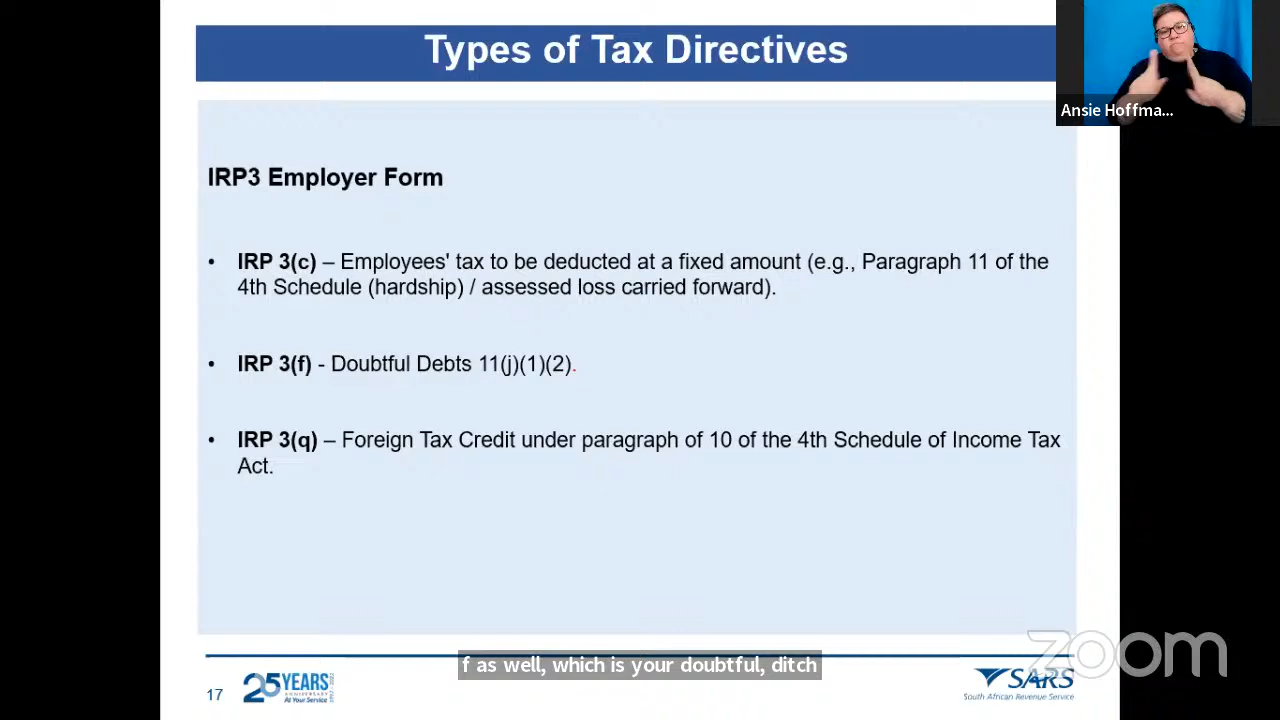 Types of Tax Directives
Ansie Hoffma...
IRP3 Employer Form
• IRP 3(c) – Employees' tax to be deducted at a fixed amount (e.g., Paragraph 11 of the
4th Schedule (hardship) / assessed loss carried forward).
• IRP 3(f) - Doubtful Debts 11(j)(1)(2).
• IRP 3(q) – Foreign Tax Credit under paragraph of 10 of the 4th Schedule of Income Tax
Act.
zoom
f as well, which is your doubtful, ditch
17
25 YEARS
ANNIVERSARY
At Your Service
SARS
South African Revenue Service